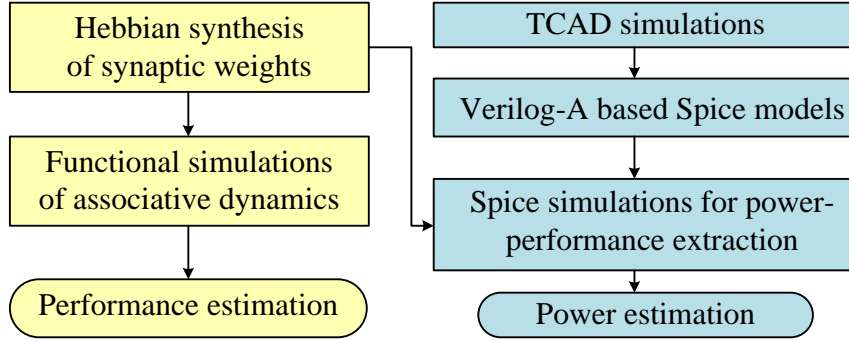 Hebbian synthesis
of synaptic weights
Functional simulations
of associative dynamics
Performance estimation
TCAD simulations
Verilog-A based Spice models
Spice simulations for power-
performance extraction
Power estimation